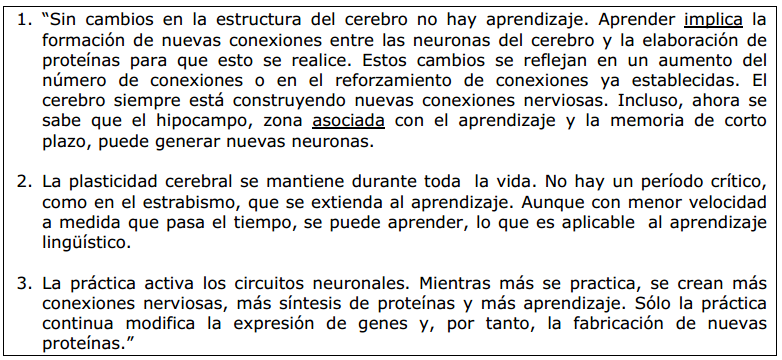 1. “Sin cambios en la estructura del cerebro no hay aprendizaje. Aprender implica la
formación de nuevas conexiones entre las neuronas del cerebro y la elaboración de
proteínas para que esto se realice. Estos cambios se reflejan en un aumento del
número de conexiones o en el reforzamiento de conexiones ya establecidas. El
cerebro siempre está construyendo nuevas conexiones nerviosas. Incluso, ahora se
sabe que el hipocampo, zona asociada con el aprendizaje y la memoria de corto
plazo, puede generar nuevas neuronas.
2. La plasticidad cerebral se mantiene durante toda la vida. No hay un período crítico,
como en el estrabismo, que se extienda al aprendizaje. Aunque con menor velocidad
a medida que pasa el tiempo, se puede aprender, lo que es aplicable al aprendizaje
lingüístico.
3. La práctica activa los circuitos neuronales. Mientras más se practica, se crean más
conexiones nerviosas, más síntesis de proteínas y más aprendizaje. Sólo la práctica
continua modifica la expresión de genes y, por tanto, la fabricación de nuevas
proteínas.”